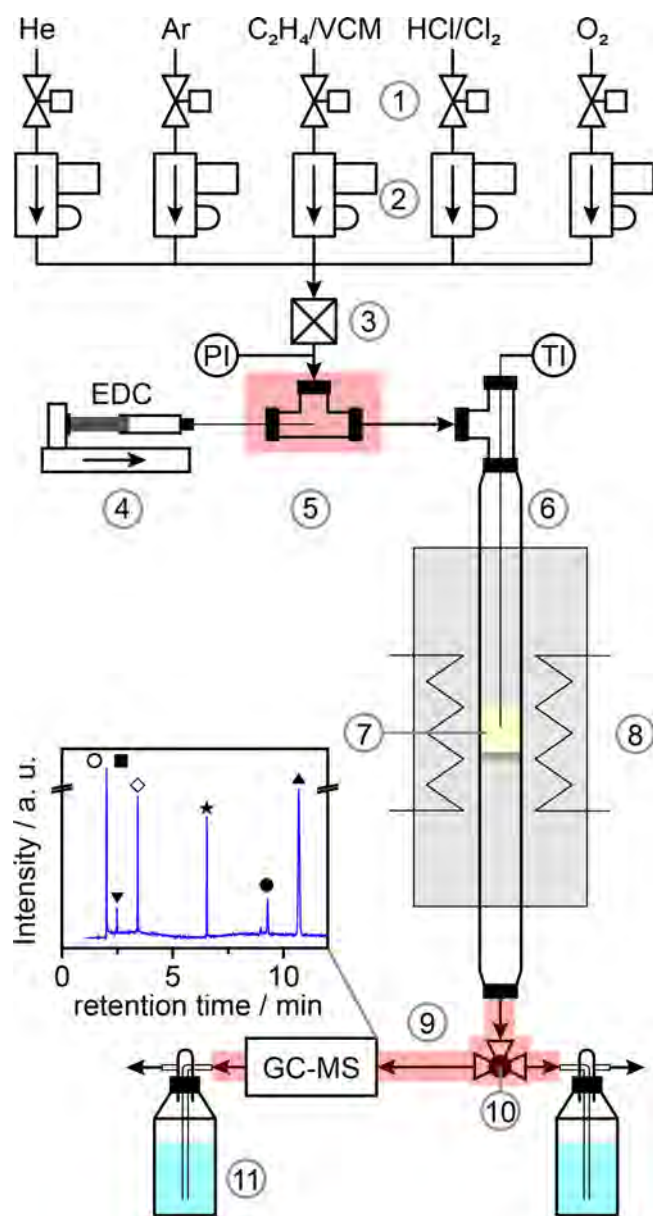 He Ar C₂H₄/VCM HCl/Cl₂ O₂
1
2
3
PI TI
EDC
4 5 6
7 8
Intensity / a. u.
0 5 10
retention time / min
9
GC-MS
10
11